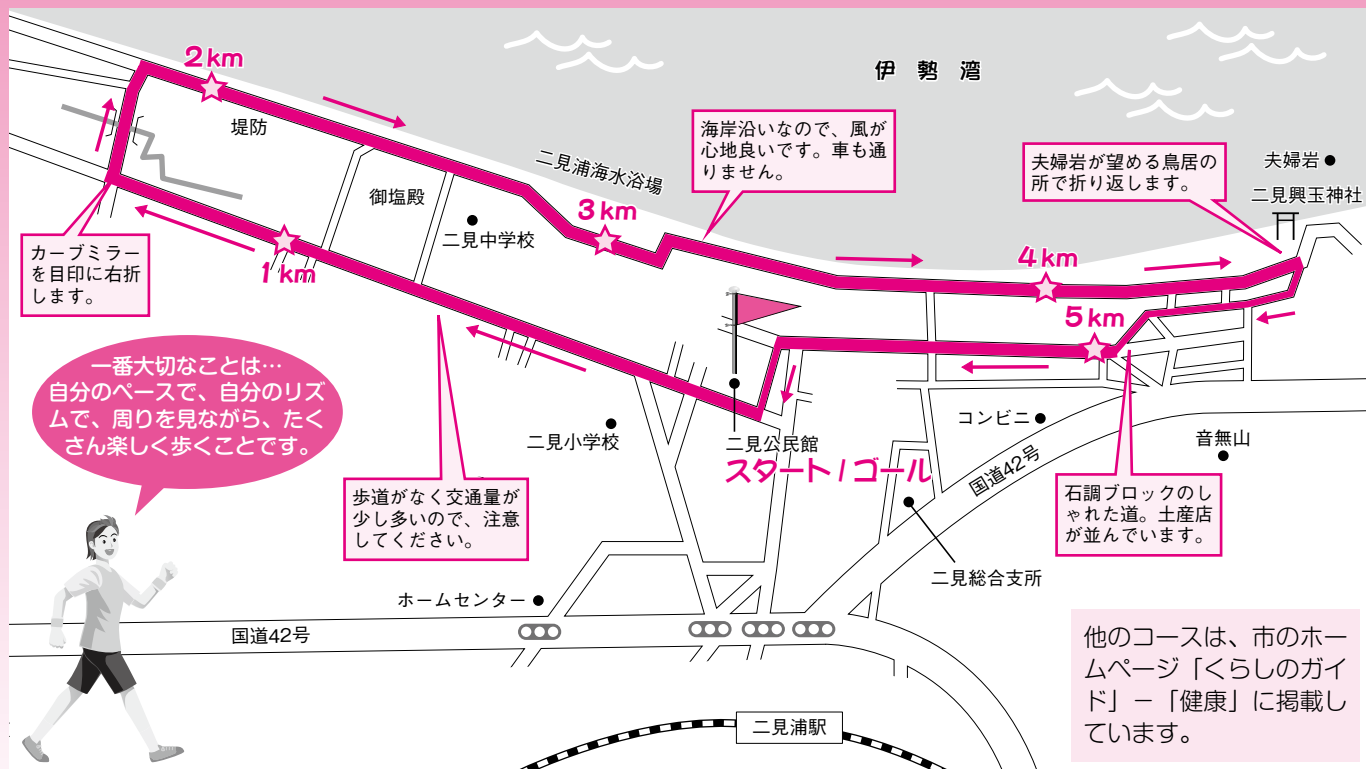 2km
伊勢湾
堤防
海岸沿いなので、風が
心地良いです。車も通
りません。
二見浦海水浴場
夫婦岩が望める鳥居の
所で折り返します。
夫婦岩
二見興玉神社
御塩殿
二見中学校
3km
カーブミラー
を目印に右折
します。
1km
4km
5km
一番大切なことは…
自分のペースで、自分のリズ
ムで、周りを見ながら、たく
さん楽しく歩くことです。
二見小学校
二見公民館
スタート/ゴール
コンビニ
国道42号
音無山
歩道がなく交通量が
少し多いので、注意
してください。
石調ブロックのし
ゃれた道。土産店
が並んでいます。
二見総合支所
ホームセンター
国道42号
二見浦駅
他のコースは、市のホー
ムページ「くらしのガイ
ド」−「健康」に掲載し
ています。